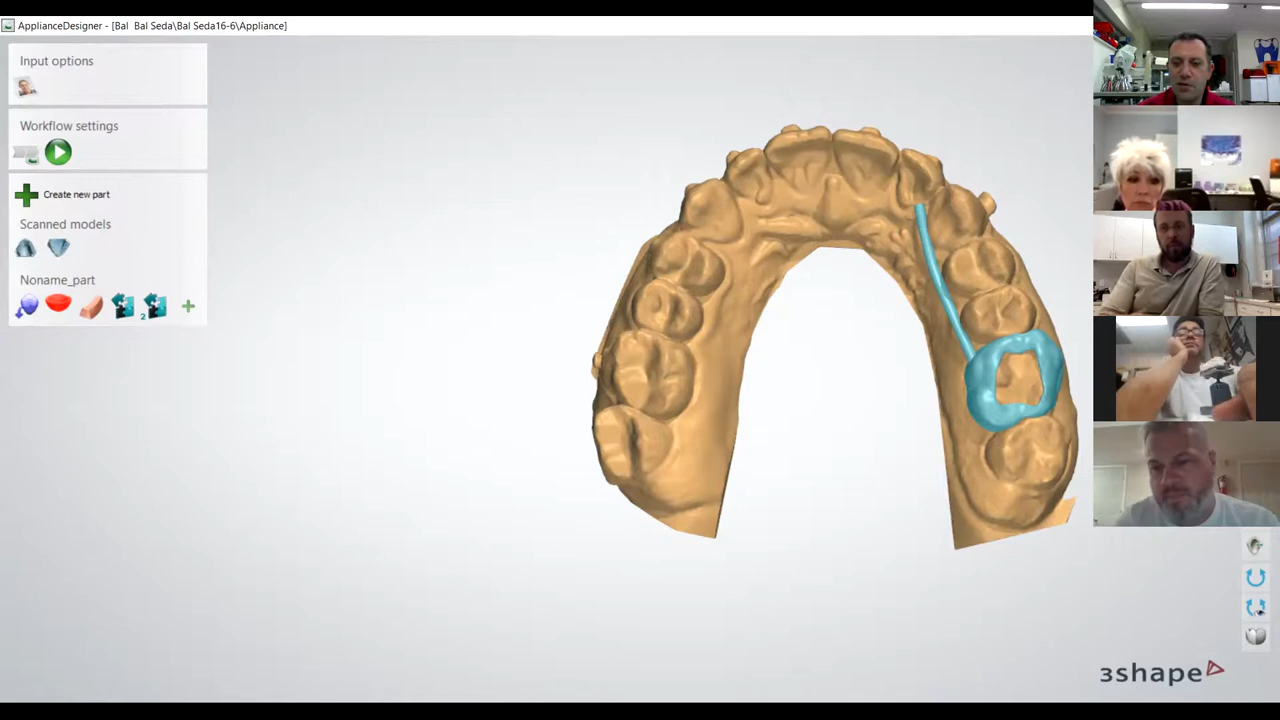 ApplianceDesigner - [Bal  Bal Seda\Bal Seda16-6\Appliance]
Input options
Workflow settings
Create new part
Scanned models
Noname_part
2
3shape